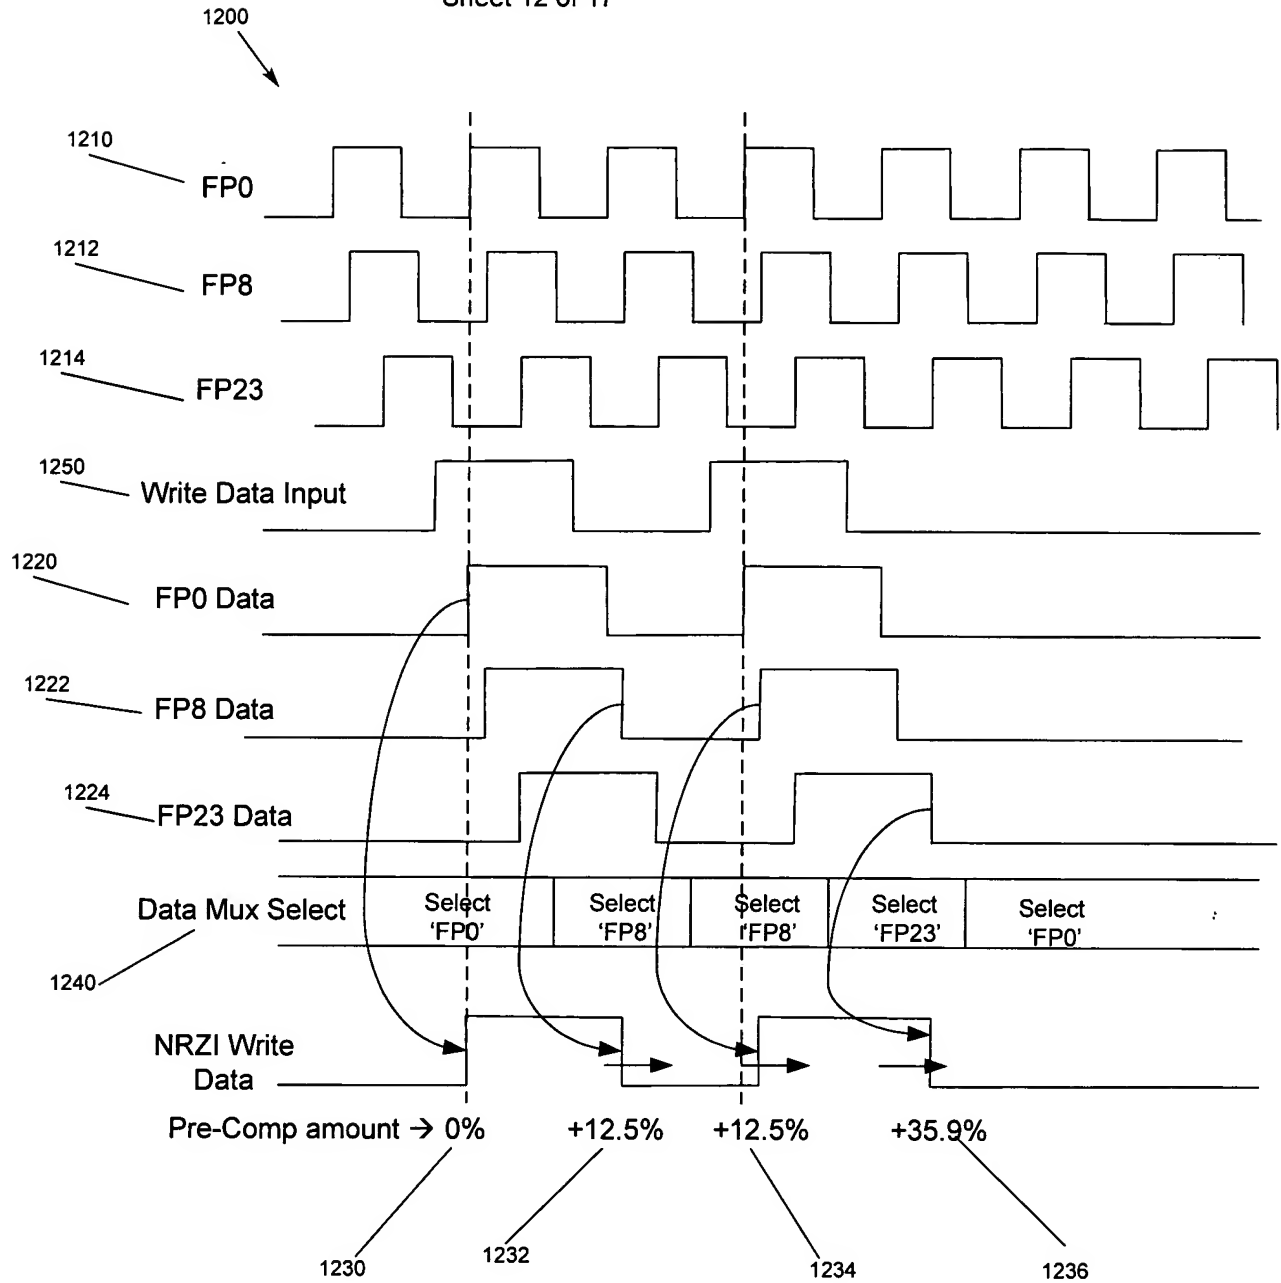 Sheet 12 of 17
1200
1210
FP0
1212
FP8
1214
FP23
1250
Write Data Input
1220
FP0 Data
1222
FP8 Data
1224
FP23 Data
Data Mux Select
Select
'FP0'
Select
'FP8'
Select
'FP8'
Select
'FP23'
Select
'FP0'
1240
NRZI Write
Data
Pre-Comp amount → 0% +12.5% +12.5% +35.9%
1230
1232
1234
1236